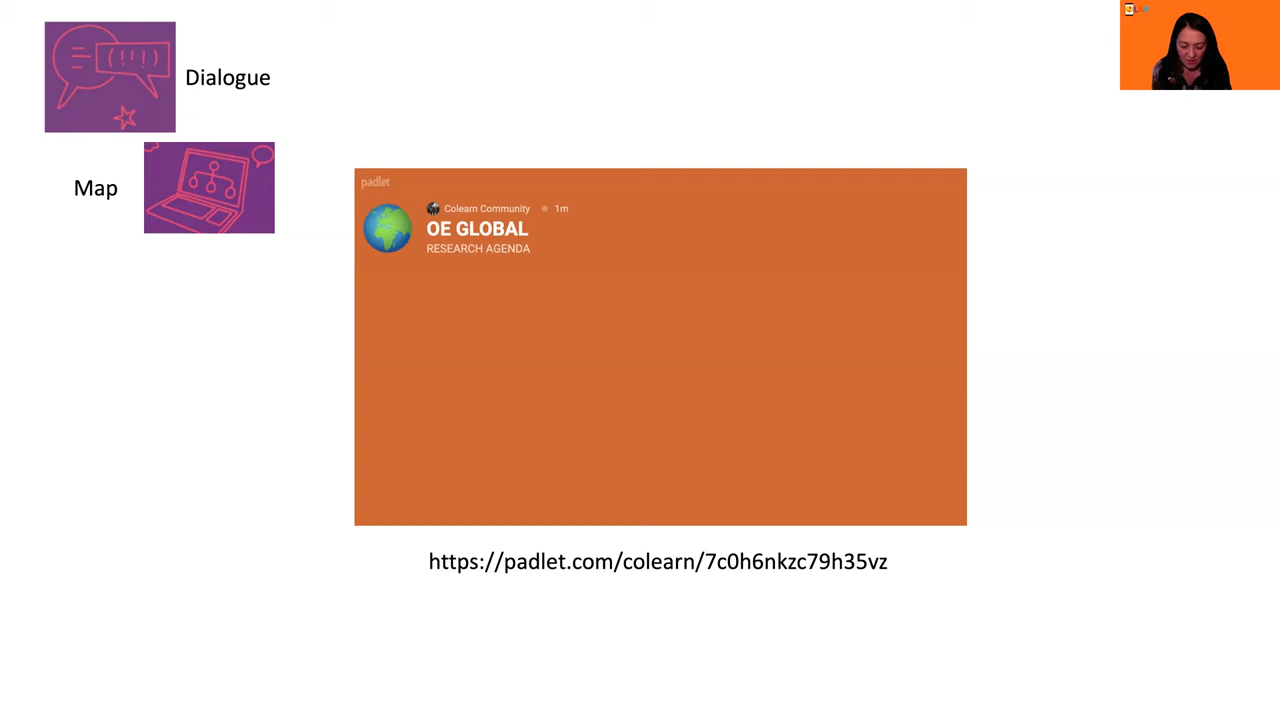 Dialogue
Map
padlet
Colearn Community • 1m
OE GLOBAL
RESEARCH AGENDA
https://padlet.com/colearn/7c0h6nkzc79h35vz